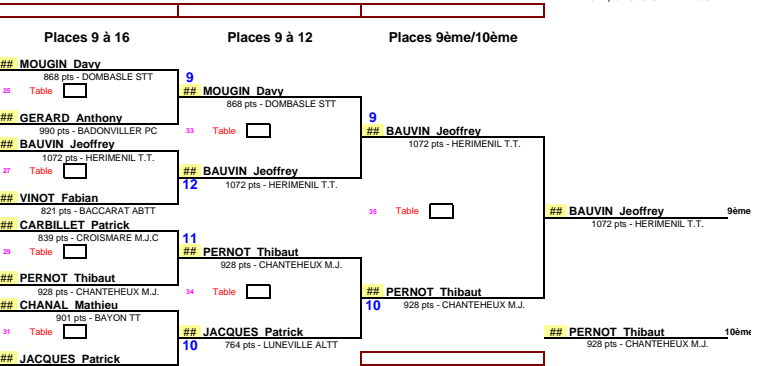 Places 9 à 16
Places 9 à 12
Places 9ème/10ème
## MOUGIN Davy
868 pts - DOMBASLE STT
25 Table
## GERARD Anthony
990 pts - BADONVILLER PC
## BAUVIN Jeoffrey
1072 pts - HERIMENIL T.T.
27 Table
## VINOT Fabian
821 pts - BACCARAT ABTT
## CARBILLET Patrick
839 pts - CROISMARE M.J.C
29 Table
## PERNOT Thibaut
928 pts - CHANTEHEUX M.J.
## CHANAL Mathieu
901 pts - BAYON TT
31 Table
## JACQUES Patrick
9
## MOUGIN Davy
868 pts - DOMBASLE STT
33 Table
## BAUVIN Jeoffrey
12 1072 pts - HERIMENIL T.T.
11
## PERNOT Thibaut
928 pts - CHANTEHEUX M.J.
34 Table
## JACQUES Patrick
10 764 pts - LUNEVILLE ALTT
9
## BAUVIN Jeoffrey
1072 pts - HERIMENIL T.T.
35 Table
## PERNOT Thibaut
10 928 pts - CHANTEHEUX M.J.
## BAUVIN Jeoffrey 9ème
1072 pts - HERIMENIL T.T.
## PERNOT Thibaut 10ème
928 pts - CHANTEHEUX M.J.